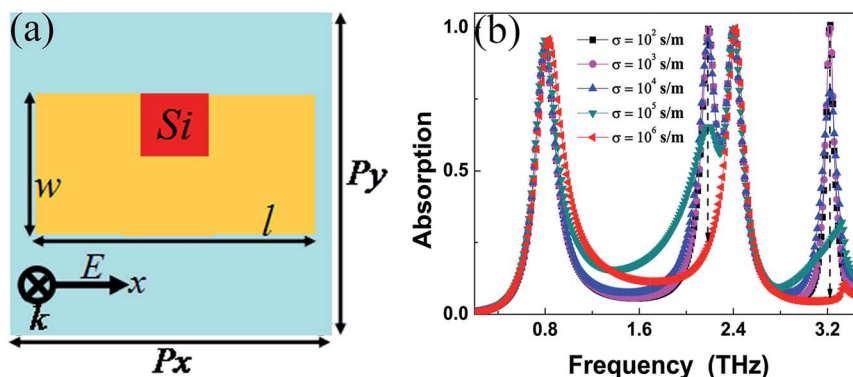 (a)
Si
w
l
Py
E
x
k
Px
(b)
Absorption
1.0
0.5
0.0
σ = 10² s/m
σ = 10³ s/m
σ = 10⁴ s/m
σ = 10⁵ s/m
σ = 10⁶ s/m
0.8 1.6 2.4 3.2
Frequency (THz)